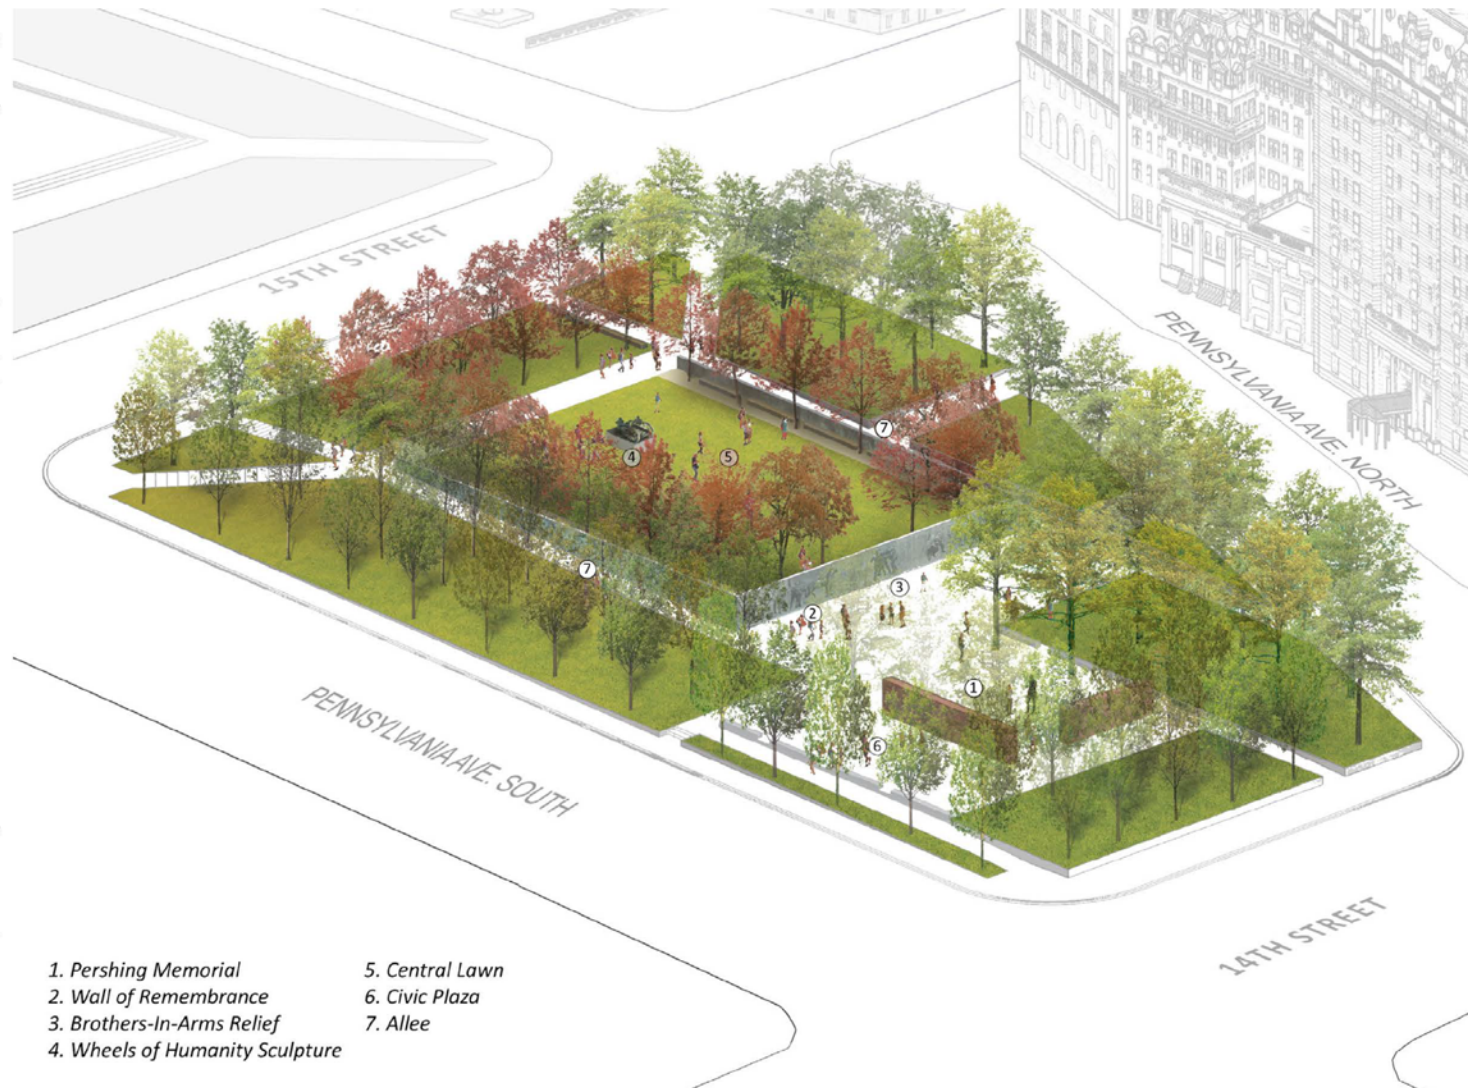 15TH STREET
PENNSYLVANIA AVE. NORTH
7
4
5
7
3
2
1
6
PENNSYLVANIA AVE. SOUTH
14TH STREET
1. Pershing Memorial
2. Wall of Remembrance
3. Brothers-In-Arms Relief
4. Wheels of Humanity Sculpture
5. Central Lawn
6. Civic Plaza
7. Allee